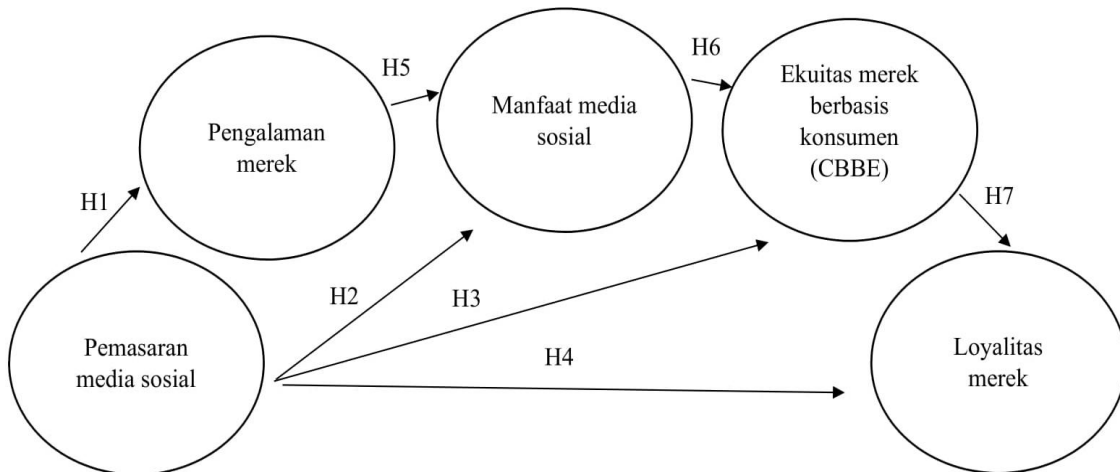 H1
Pengalaman
merek
H5
Manfaat media
sosial
H6
Ekuitas merek
berbasis
konsumen
(CBBE)
H7
H2
H3
H4
Pemasaran
media sosial
Loyalitas
merek